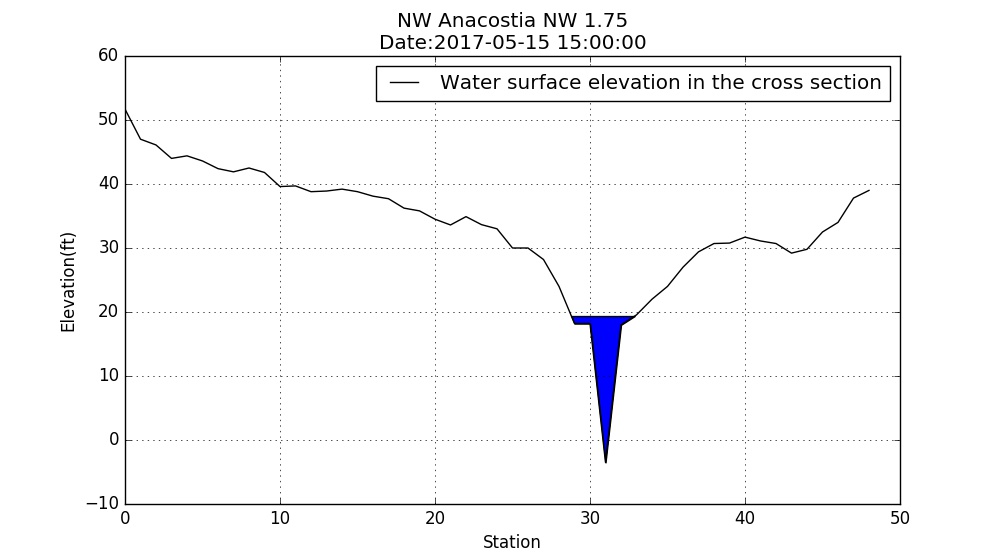 NW Anacostia NW 1.75
Date:2017-05-15 15:00:00
Water surface elevation in the cross section
60
50
40
30
20
10
0
−10
Elevation(ft)
0 10 20 30 40 50
Station